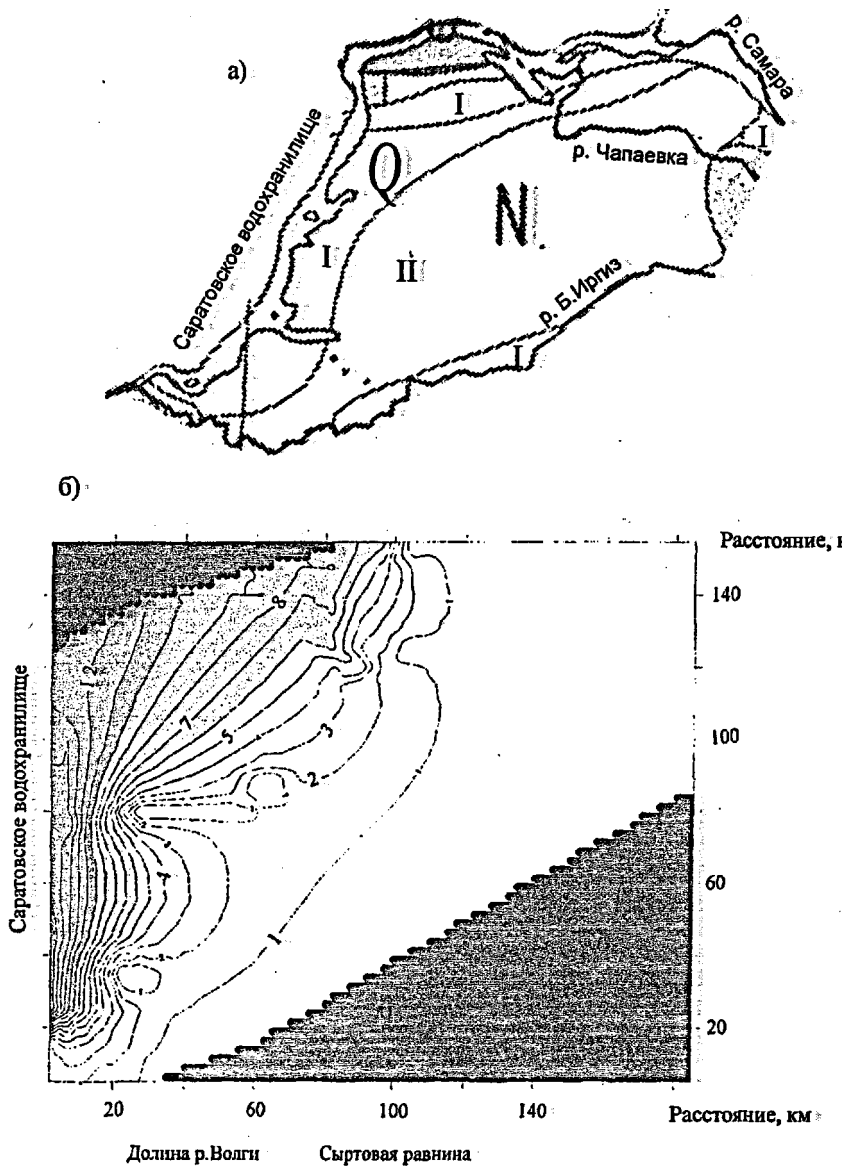 а)
р. Самара
I
I
Q
р. Чапаевка
N
Саратовское водохранилище
I
II
р. Б.Иргиз
I
б)
Расстояние,
140
8
12
7
5
3
100
2
4
60
1
20
Саратовское водохранилище
20
60
100
140
Расстояние, км
Долина р.Волги
Сыртовая равнина